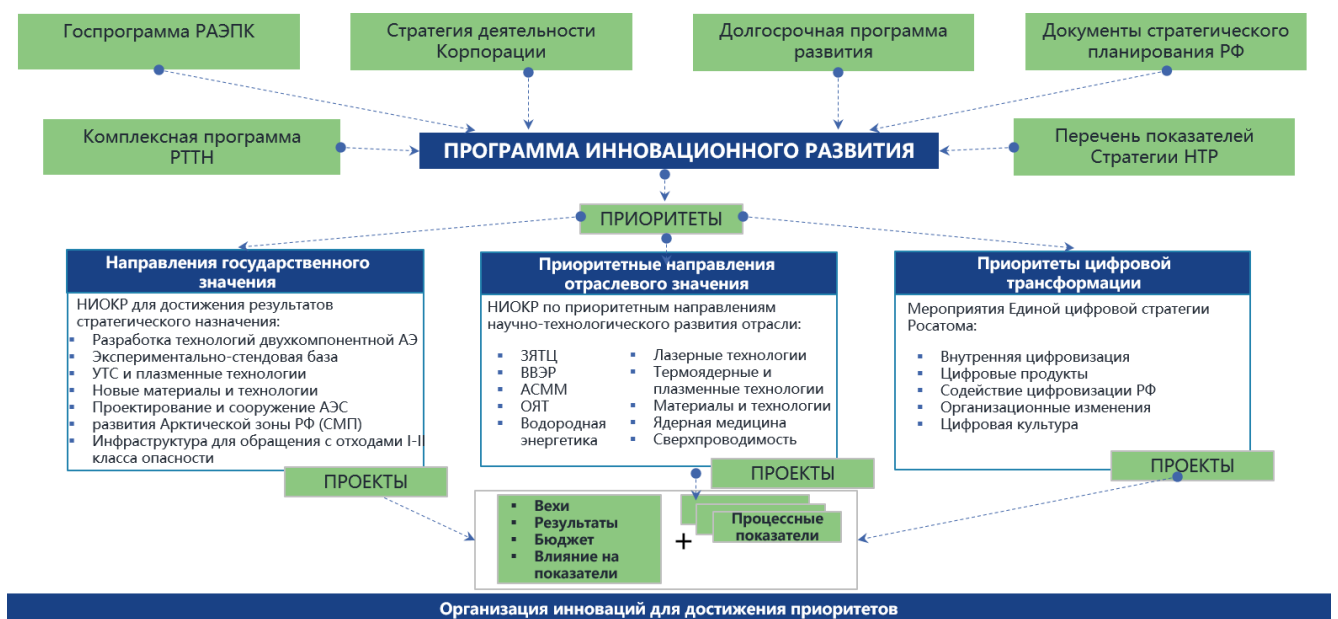 Госпрограмма РАЭПК
Стратегия деятельности
Корпорации
Долгосрочная программа
развития
Документы стратегического
планирования РФ
Комплексная программа
РТТН
ПРОГРАММА ИННОВАЦИОННОГО РАЗВИТИЯ
Перечень показателей
Стратегии НТР
ПРИОРИТЕТЫ
Направления государственного
значения
НИОКР для достижения результатов
стратегического назначения:
▪ Разработка технологий двухкомпонентной АЭ
▪ Экспериментально-стендовая база
▪ УТС и плазменные технологии
▪ Новые материалы и технологии
▪ Проектирование и сооружение АЭС
▪ развития Арктической зоны РФ (СМП)
▪ Инфраструктура для обращения с отходами I-II
класса опасности
ПРОЕКТЫ
Приоритетные направления
отраслевого значения
НИОКР по приоритетным направлениям
научно-технологического развития отрасли:
▪ ЗЯТЦ
▪ ВВЭР
▪ АСММ
▪ ОЯТ
▪ Водородная
энергетика
▪ Лазерные технологии
▪ Термоядерные и
плазменные технологии
▪ Материалы и технологии
▪ Ядерная медицина
▪ Сверхпроводимость
ПРОЕКТЫ
Приоритеты цифровой
трансформации
Мероприятия Единой цифровой стратегии
Росатома:
▪ Внутренняя цифровизация
▪ Цифровые продукты
▪ Содействие цифровизации РФ
▪ Организационные изменения
▪ Цифровая культура
ПРОЕКТЫ
▪ Вехи
▪ Результаты
▪ Бюджет
▪ Влияние на
показатели
+
Процессные
показатели
Организация инноваций для достижения приоритетов